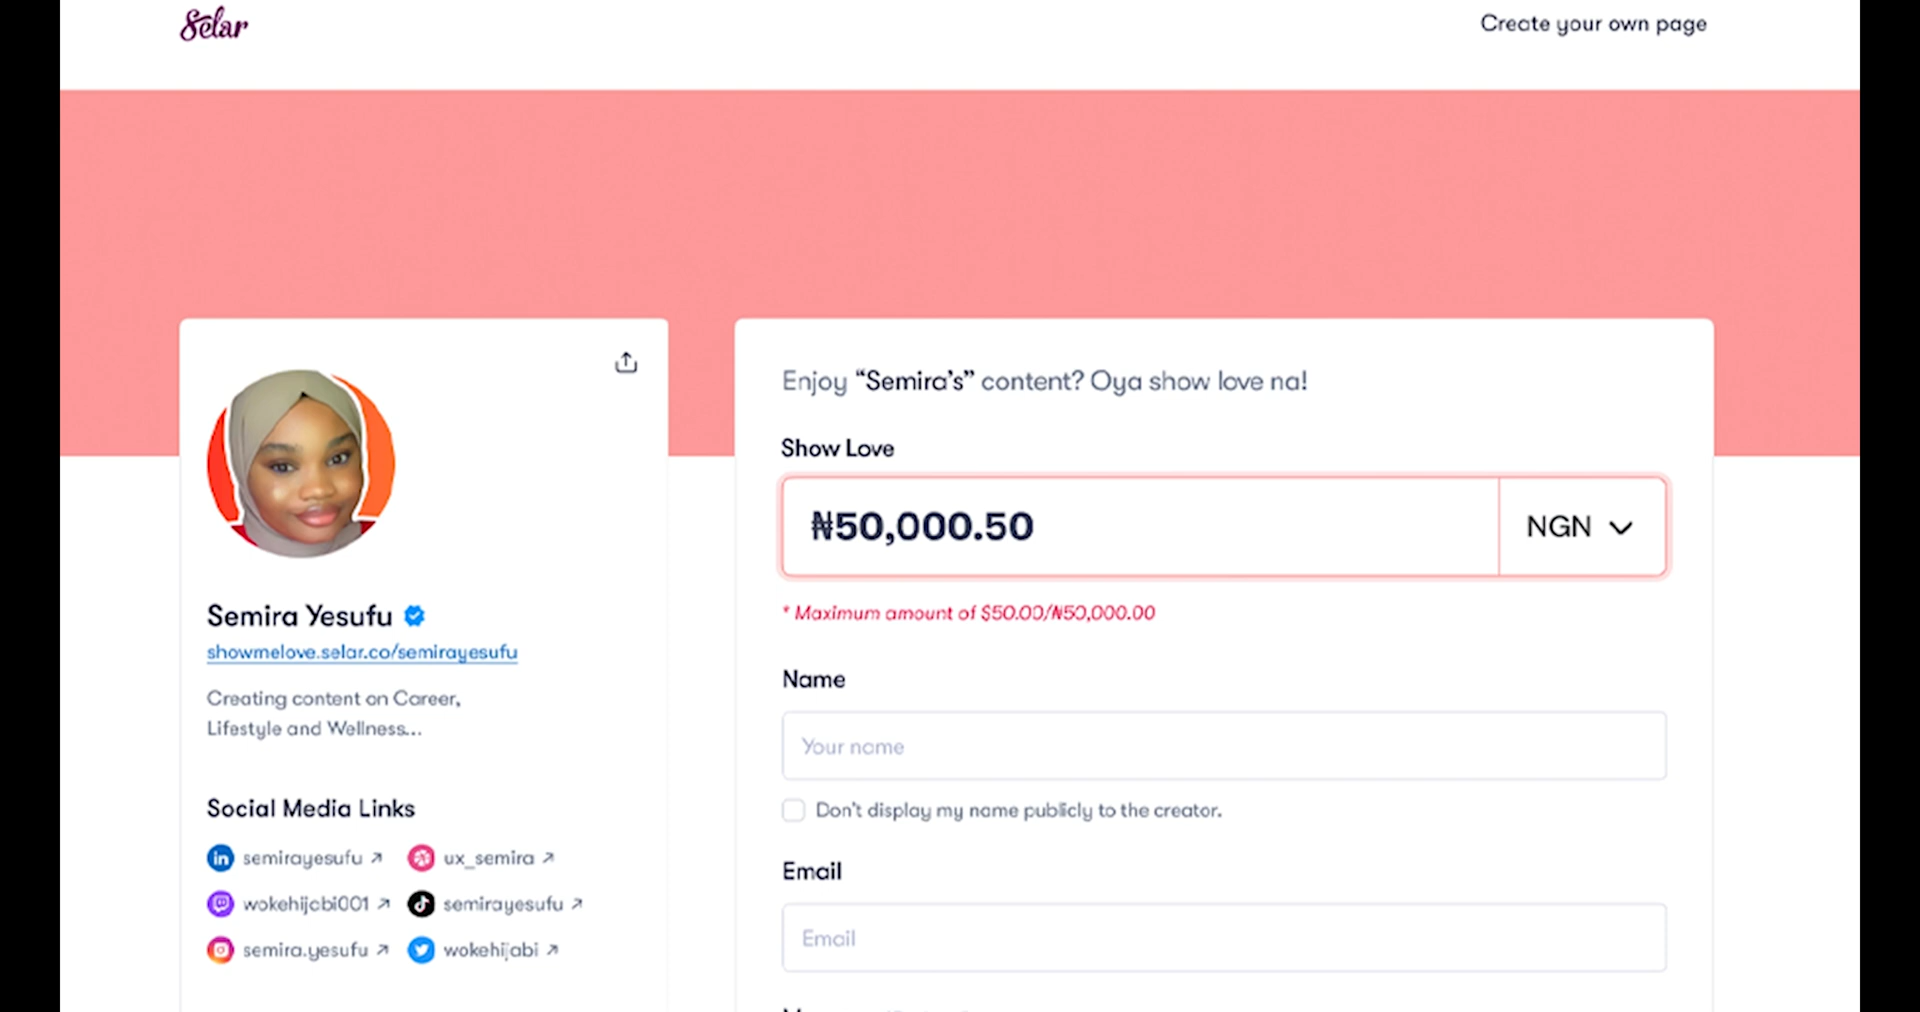 Selar
Create your own page
Enjoy “Semira’s” content? Oya show love na!
Show Love
₦50,000.50
NGN
* Maximum amount of $50.00/₦50,000.00
Name
Your name
Don’t display my name publicly to the creator.
Email
Email
Semira Yesufu
showmelove.selar.co/semirayesufu
Creating content on Career,
Lifestyle and Wellness...
Social Media Links
semirayesufu ↗ ux_semira ↗
wokehijabi001 ↗ semirayesufu ↗
semira.yesufu ↗ wokehijabi ↗